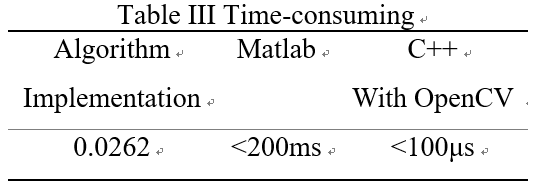 Table III Time-consuming
Algorithm Matlab C++
Implementation With OpenCV
0.0262 <200ms <100μs